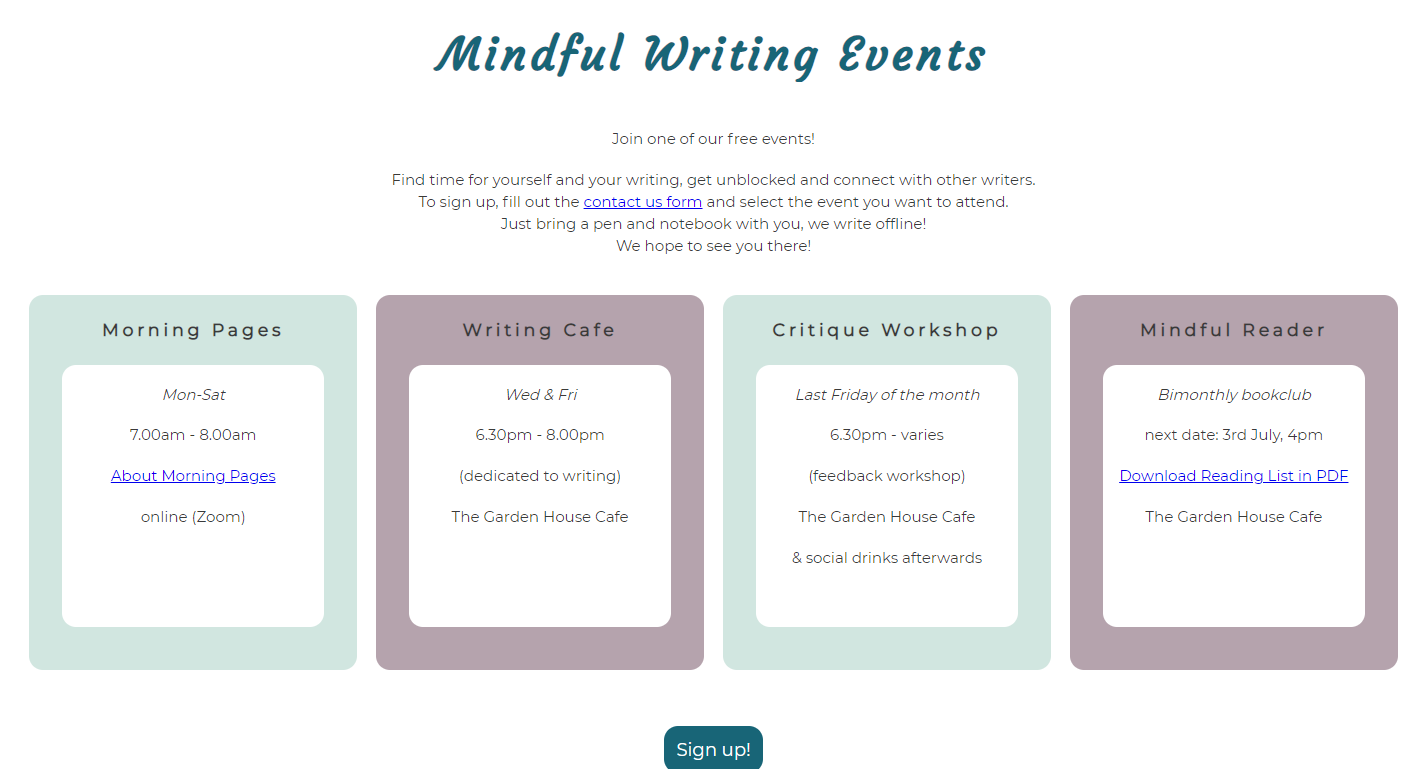 Mindful Writing Events
Join one of our free events!
Find time for yourself and your writing, get unblocked and connect with other writers.
To sign up, fill out the contact us form and select the event you want to attend.
Just bring a pen and notebook with you, we write offline!
We hope to see you there!
Morning Pages
Mon-Sat
7.00am - 8.00am
About Morning Pages
online (Zoom)
Writing Cafe
Wed & Fri
6.30pm - 8.00pm
(dedicated to writing)
The Garden House Cafe
Critique Workshop
Last Friday of the month
6.30pm - varies
(feedback workshop)
The Garden House Cafe
& social drinks afterwards
Mindful Reader
Bimonthly bookclub
next date: 3rd July, 4pm
Download Reading List in PDF
The Garden House Cafe
Sign up!